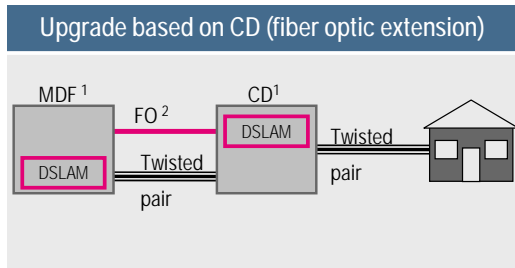 Upgrade based on CD (fiber optic extension)
MDF 1
FO 2
CD1
DSLAM
Twisted
pair
DSLAM
Twisted
pair